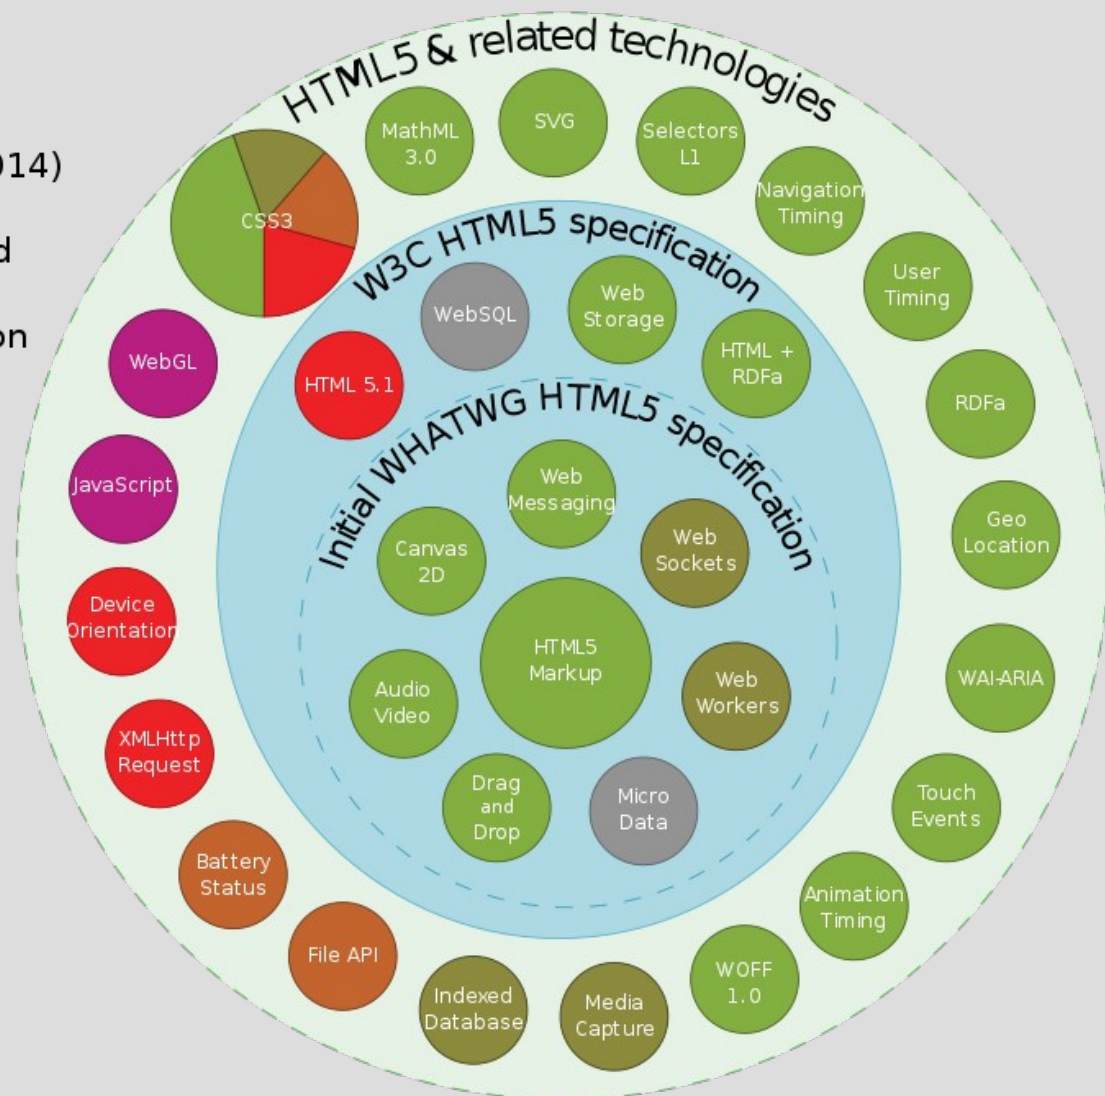 HTML5 & related technologies
014)
d
on
MathML
3.0
SVG
Selectors
L1
Navigation
Timing
User
Timing
RDFa
Geo
Location
WAI-ARIA
Touch
Events
Animation
Timing
WOFF
1.0
Media
Capture
Indexed
Database
File API
Battery
Status
XMLHttp
Request
Device
Orientation
JavaScript
WebGL
CSS3
W3C HTML5 specification
HTML 5.1
WebSQL
Web
Storage
HTML +
RDFa
Initial WHATWG HTML5 specification
Web
Messaging
Web
Sockets
Web
Workers
Micro
Data
Drag
and
Drop
Audio
Video
Canvas
2D
HTML5
Markup